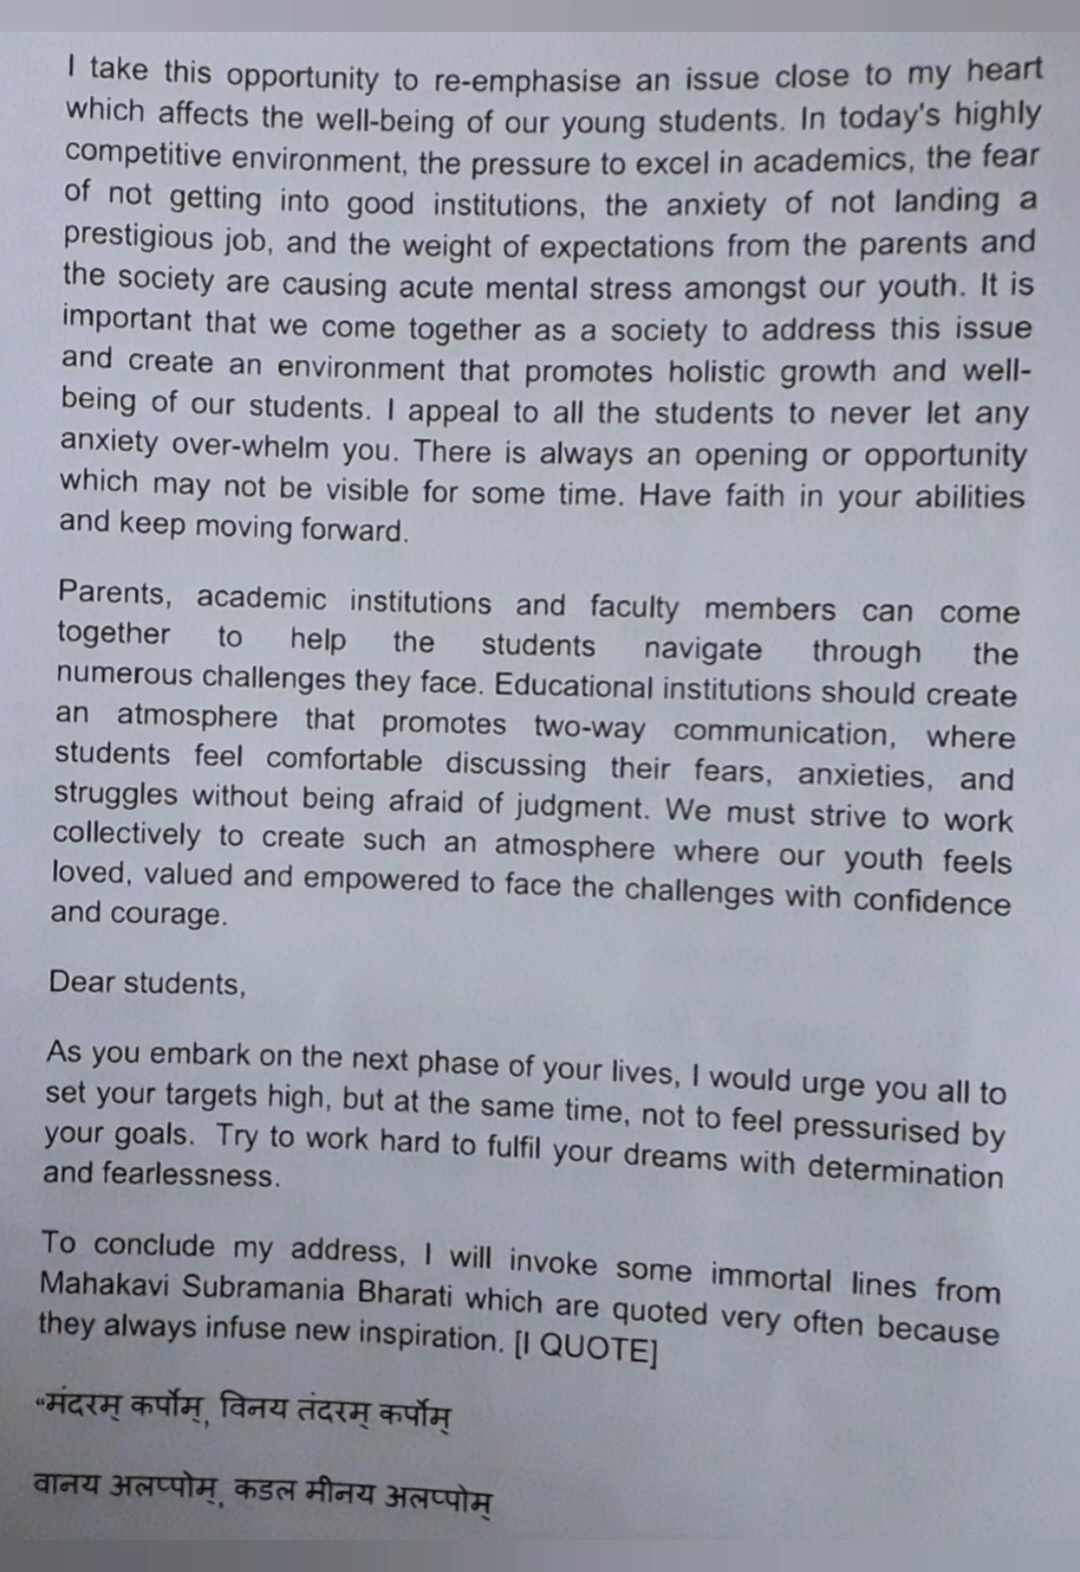 I take this opportunity to re-emphasise an issue close to my heart
which affects the well-being of our young students. In today's highly
competitive environment, the pressure to excel in academics, the fear
of not getting into good institutions, the anxiety of not landing a
prestigious job, and the weight of expectations from the parents and
the society are causing acute mental stress amongst our youth. It is
important that we come together as a society to address this issue
and create an environment that promotes holistic growth and well-
being of our students. I appeal to all the students to never let any
anxiety over-whelm you. There is always an opening or opportunity
which may not be visible for some time. Have faith in your abilities
and keep moving forward.
Parents, academic institutions and faculty members can come
together to help the students navigate through the
numerous challenges they face. Educational institutions should create
an atmosphere that promotes two-way communication, where
students feel comfortable discussing their fears, anxieties, and
struggles without being afraid of judgment. We must strive to work
collectively to create such an atmosphere where our youth feels
loved, valued and empowered to face the challenges with confidence
and courage.
Dear students,
As you embark on the next phase of your lives, I would urge you all to
set your targets high, but at the same time, not to feel pressurised by
your goals. Try to work hard to fulfil your dreams with determination
and fearlessness.
To conclude my address, I will invoke some immortal lines from
Mahakavi Subramania Bharati which are quoted very often because
they always infuse new inspiration. [I QUOTE]
“मंदरम् कर्पोम्, विनय तंदरम् कर्पोम्
वानय अलप्पोम्, कडल मीनय अलप्पोम्